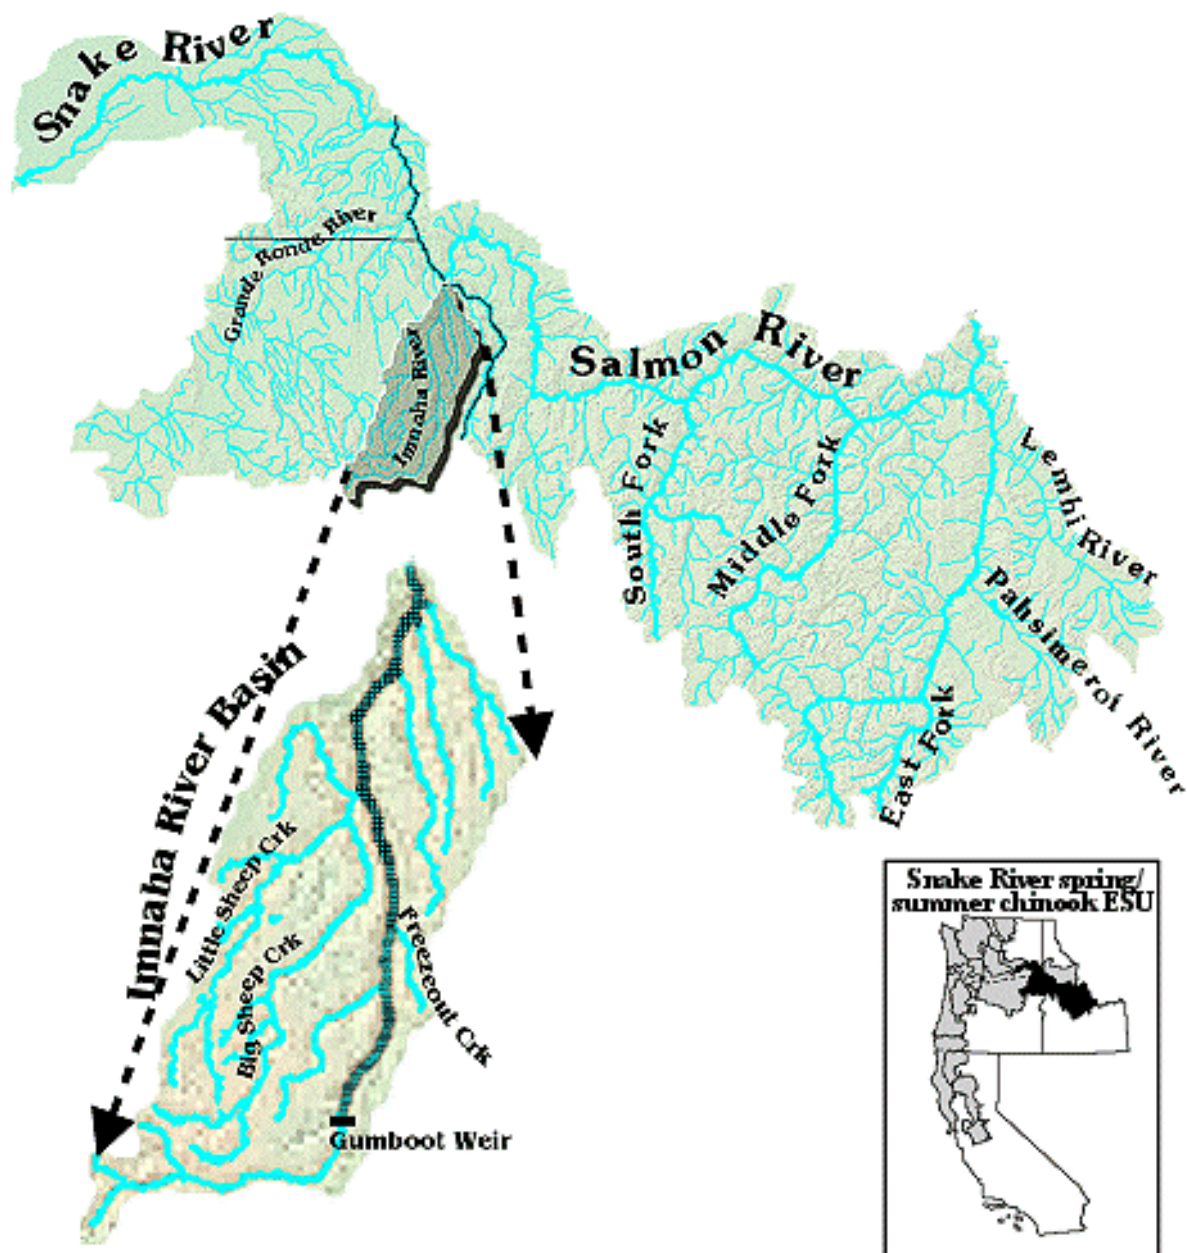 Snake River
Grande Ronde River
Imnaha River
Salmon River
South Fork
Middle Fork
Lemhi River
Pahsimeroi River
East Fork
Imnaha River Basin
Little Sheep Crk
Big Sheep Crk
Freezeout Crk
Gumboot Weir
Snake River spring/
summer chinook ESU